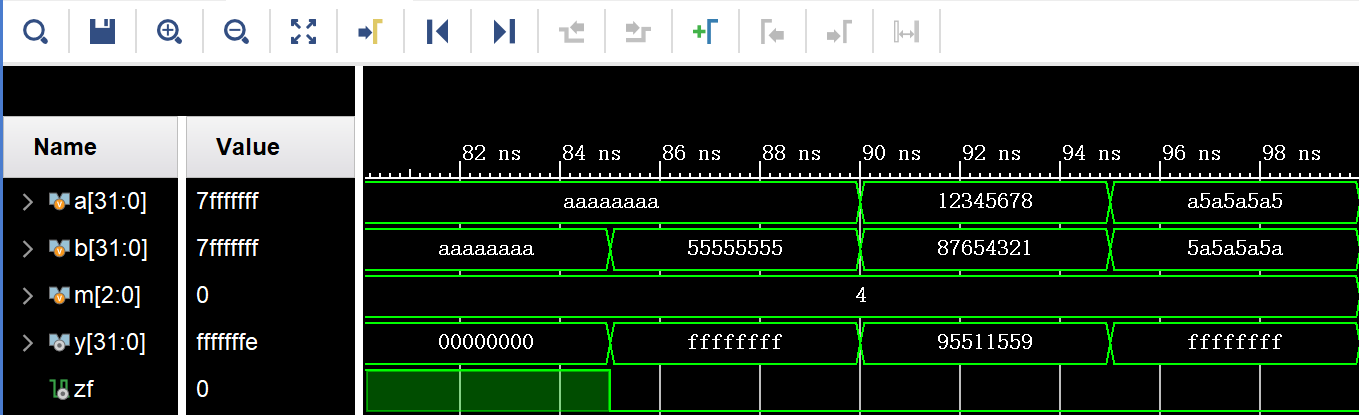 Name Value 82 ns 84 ns 86 ns 88 ns 90 ns 92 ns 94 ns 96 ns 98 ns
a[31:0] 7fffffff aaaaaaaa 12345678 a5a5a5a5
b[31:0] 7fffffff aaaaaaaa 55555555 87654321 5a5a5a5a
m[2:0] 0 4
y[31:0] fffffffe 00000000 ffffffff 95511559 ffffffff
zf 0